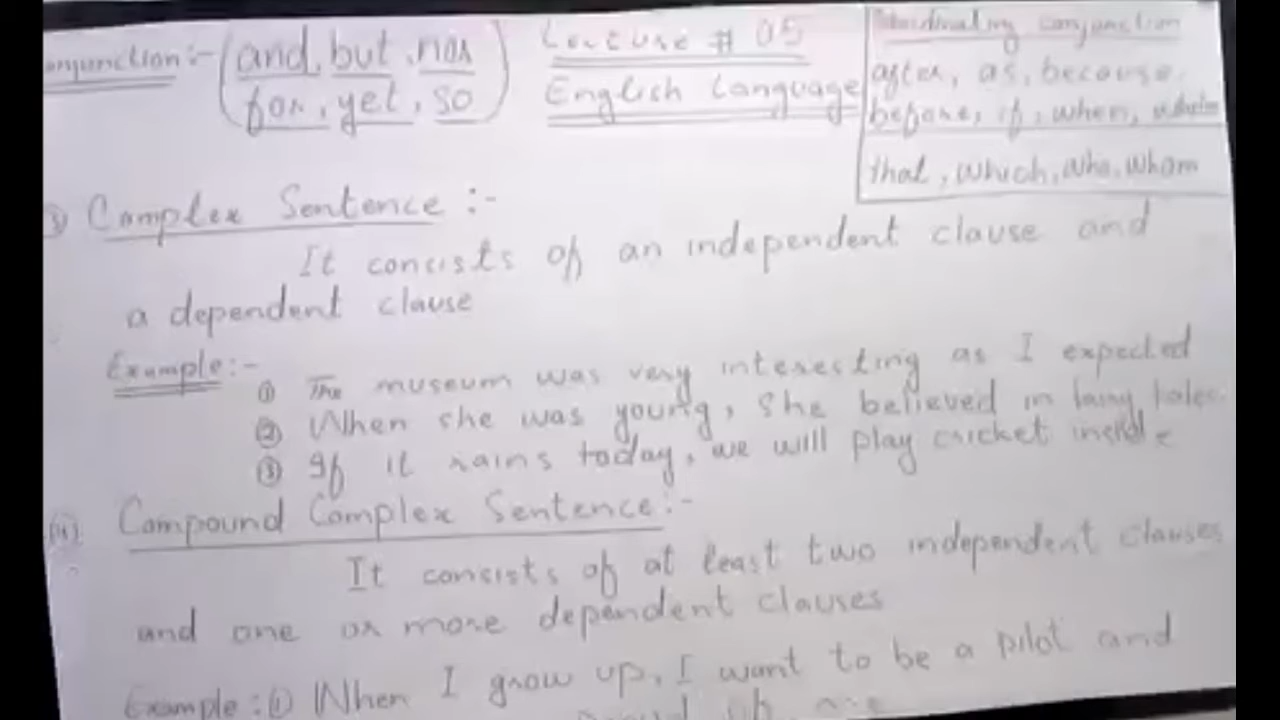 onjunction :- (and, but, nor
for, yet, so)
Lecture # 05
English Language
Subordinating conjunction
after, as, because,
before, if, when,
that, which, who, whom
Complex Sentence :-
It consists of an independent clause and
a dependent clause
Example :-
① The museum was very interesting as I expected
② When she was young, she believed in tales
③ If it rains today, we will play cricket inside
Compound Complex Sentence :-
It consists of at least two independent clauses
and one or more dependent clauses
Example : ① When I grow up, I want to be a pilot and